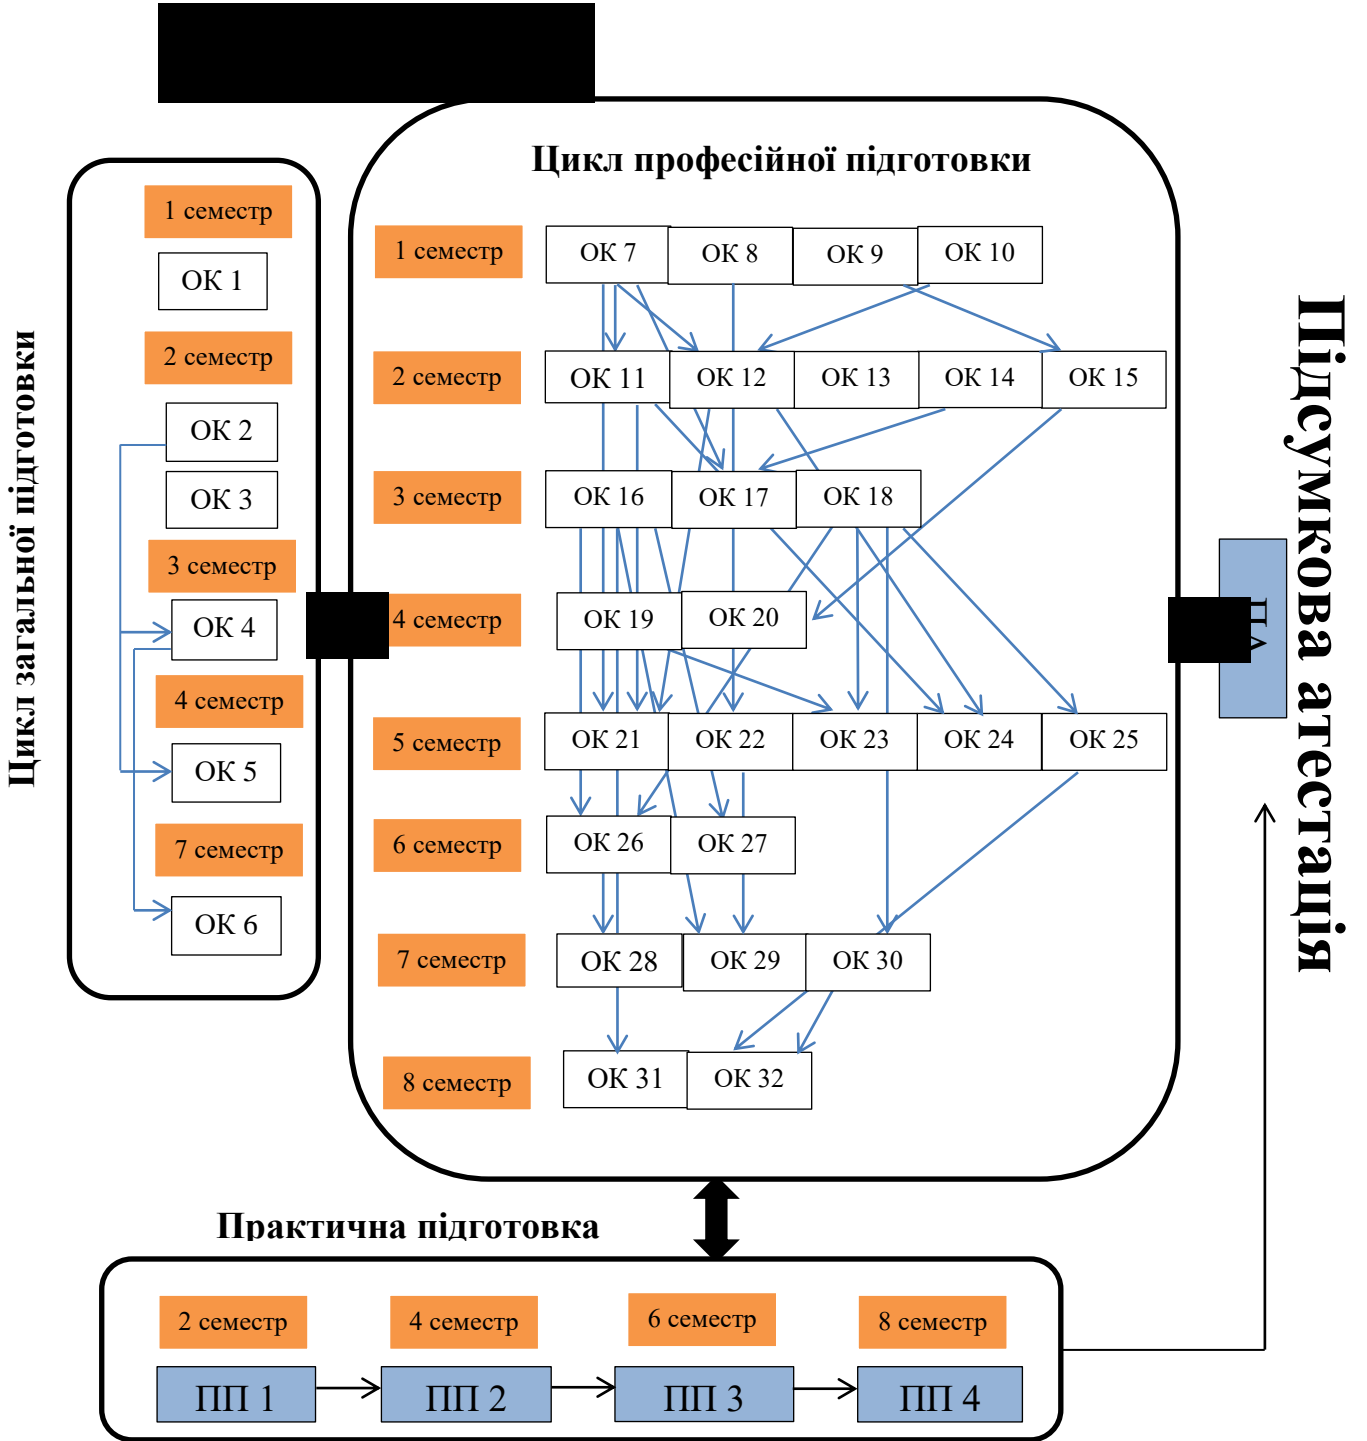 Цикл загальної підготовки
1 семестр
ОК 1
2 семестр
ОК 2
ОК 3
3 семестр
ОК 4
4 семестр
ОК 5
7 семестр
ОК 6
Цикл професійної підготовки
1 семестр
ОК 7 ОК 8 ОК 9 ОК 10
2 семестр
ОК 11 ОК 12 ОК 13 ОК 14 ОК 15
3 семестр
ОК 16 ОК 17 ОК 18
4 семестр
ОК 19 ОК 20
5 семестр
ОК 21 ОК 22 ОК 23 ОК 24 ОК 25
6 семестр
ОК 26 ОК 27
7 семестр
ОК 28 ОК 29 ОК 30
8 семестр
ОК 31 ОК 32
Підсумкова атестація
Практична підготовка
2 семестр 4 семестр 6 семестр 8 семестр
ПП 1 ПП 2 ПП 3 ПП 4